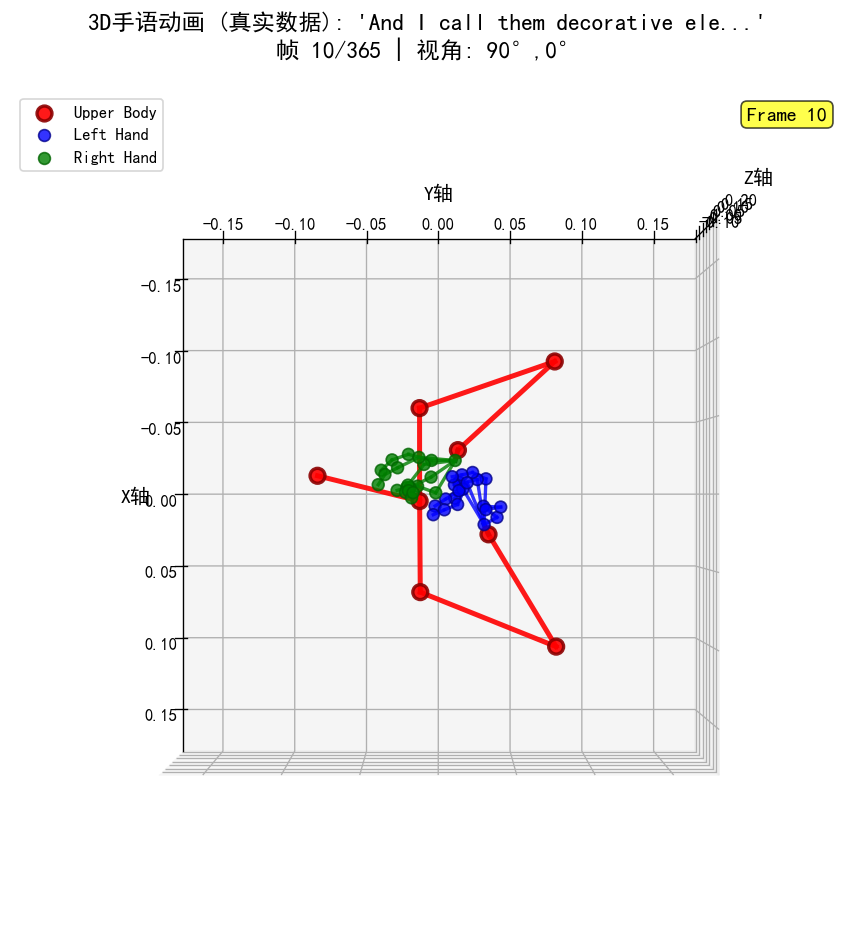 3D手语动画 (真实数据): 'And I call them decorative ele...'
帧 10/365 | 视角: 90°,0°
Upper Body
Left Hand
Right Hand
Frame 10
Z轴
Y轴
-0.15 -0.10 -0.05 0.00 0.05 0.10 0.15
-0.15
-0.10
-0.05
X轴
0.00
0.05
0.10
0.15